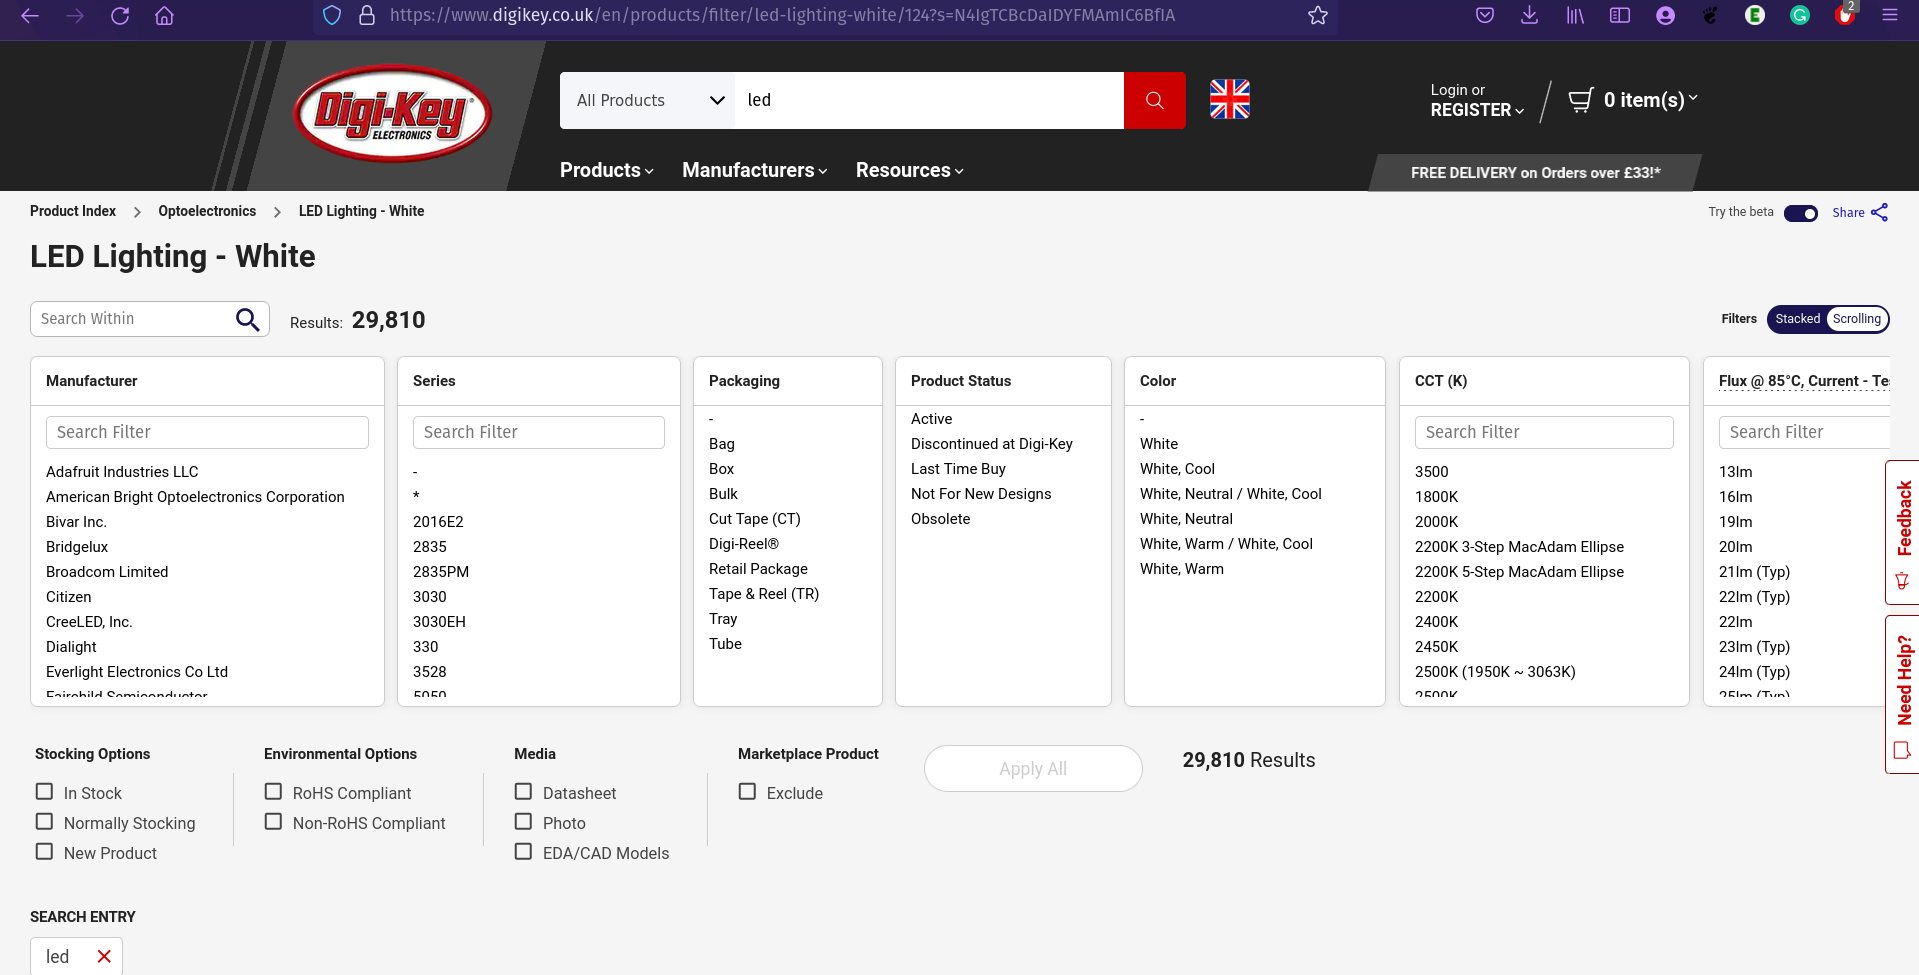 https://www.digikey.co.uk/en/products/filter/led-lighting-white/124?s=N4IgTCBcDaIDYFMAmIC6BfIA
2
Digi-Key®
ELECTRONICS
All Products
led
Login or
REGISTER
0 item(s)
Products
Manufacturers
Resources
FREE DELIVERY on Orders over £33!*
Product Index
Optoelectronics
LED Lighting - White
Try the beta
Share
LED Lighting - White
Search Within
Results: 29,810
Filters
Stacked
Scrolling
Manufacturer
Search Filter
Adafruit Industries LLC
American Bright Optoelectronics Corporation
Bivar Inc.
Bridgelux
Broadcom Limited
Citizen
CreeLED, Inc.
Dialight
Everlight Electronics Co Ltd
Fairchild Semiconductor
Series
Search Filter
-
*
2016E2
2835
2835PM
3030
3030EH
330
3528
5050
Packaging
-
Bag
Box
Bulk
Cut Tape (CT)
Digi-Reel®
Retail Package
Tape & Reel (TR)
Tray
Tube
Product Status
Active
Discontinued at Digi-Key
Last Time Buy
Not For New Designs
Obsolete
Color
-
White
White, Cool
White, Neutral / White, Cool
White, Neutral
White, Warm / White, Cool
White, Warm
CCT (K)
Search Filter
3500
1800K
2000K
2200K 3-Step MacAdam Ellipse
2200K 5-Step MacAdam Ellipse
2200K
2400K
2450K
2500K (1950K ~ 3063K)
2500K
Flux @ 85°C, Current - Tes
Search Filter
13lm
16lm
19lm
20lm
21lm (Typ)
22lm (Typ)
22lm
23lm (Typ)
24lm (Typ)
25lm (Typ)
Feedback
Need Help?
Stocking Options
In Stock
Normally Stocking
New Product
Environmental Options
RoHS Compliant
Non-RoHS Compliant
Media
Datasheet
Photo
EDA/CAD Models
Marketplace Product
Exclude
Apply All
29,810 Results
SEARCH ENTRY
led